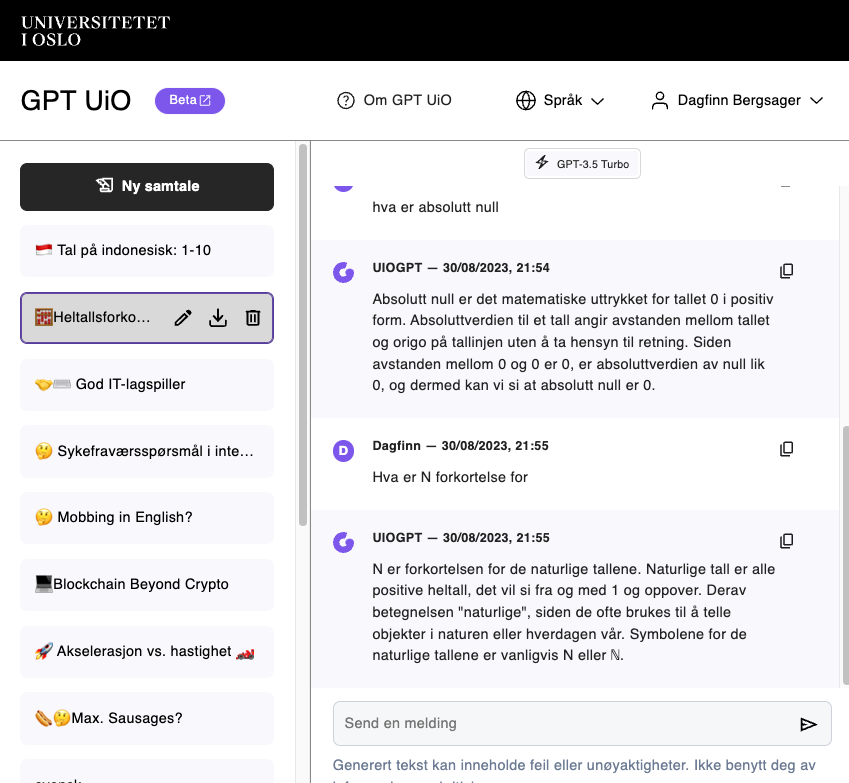 UNIVERSITETET
I OSLO
GPT UiO
Beta
Om GPT UiO
Språk
Dagfinn Bergsager
Ny samtale
Tal på indonesisk: 1-10
Heltallsforko...
God IT-lagspiller
Sykefraværsspørsmål i inte...
Mobbing in English?
Blockchain Beyond Crypto
Akselerasjon vs. hastighet
Max. Sausages?
GPT-3.5 Turbo
hva er absolutt null
UIOGPT — 30/08/2023, 21:54
Absolutt null er det matematiske uttrykket for tallet 0 i positiv
form. Absoluttverdien til et tall angir avstanden mellom tallet
og origo på tallinjen uten å ta hensyn til retning. Siden
avstanden mellom 0 og 0 er 0, er absoluttverdien av null lik
0, og dermed kan vi si at absolutt null er 0.
D
Dagfinn — 30/08/2023, 21:55
Hva er N forkortelse for
UIOGPT — 30/08/2023, 21:55
N er forkortelsen for de naturlige tallene. Naturlige tall er alle
positive heltall, det vil si fra og med 1 og oppover. Derav
betegnelsen "naturlige", siden de ofte brukes til å telle
objekter i naturen eller hverdagen vår. Symbolene for de
naturlige tallene er vanligvis N eller ℕ.
Send en melding
Generert tekst kan inneholde feil eller unøyaktigheter. Ikke benytt deg av